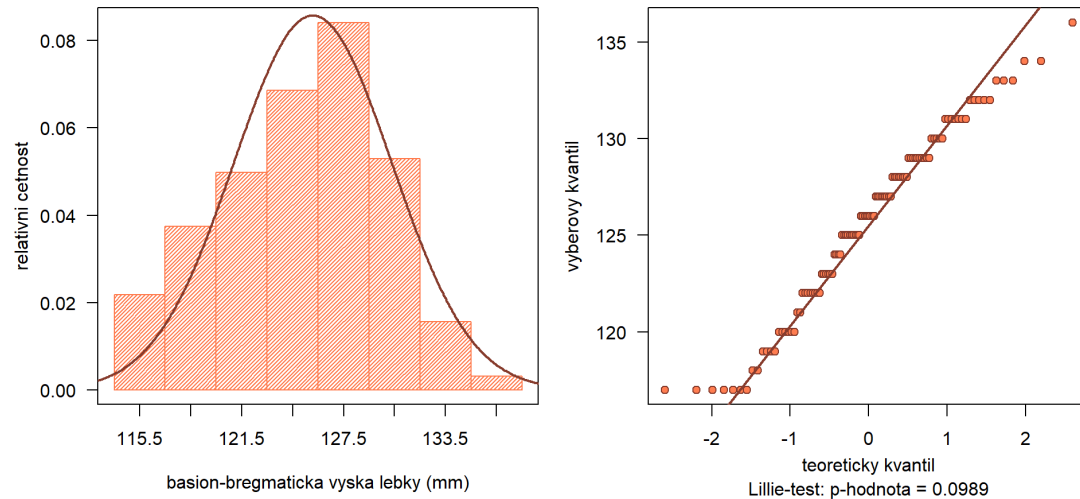 relativni cetnost
0.08
0.06
0.04
0.02
0.00
115.5 121.5 127.5 133.5
basion-bregmaticka vyska lebky (mm)
vyberovy kvantil
135
130
125
120
-2 -1 0 1 2
teoreticky kvantil
Lillie-test: p-hodnota = 0.0989